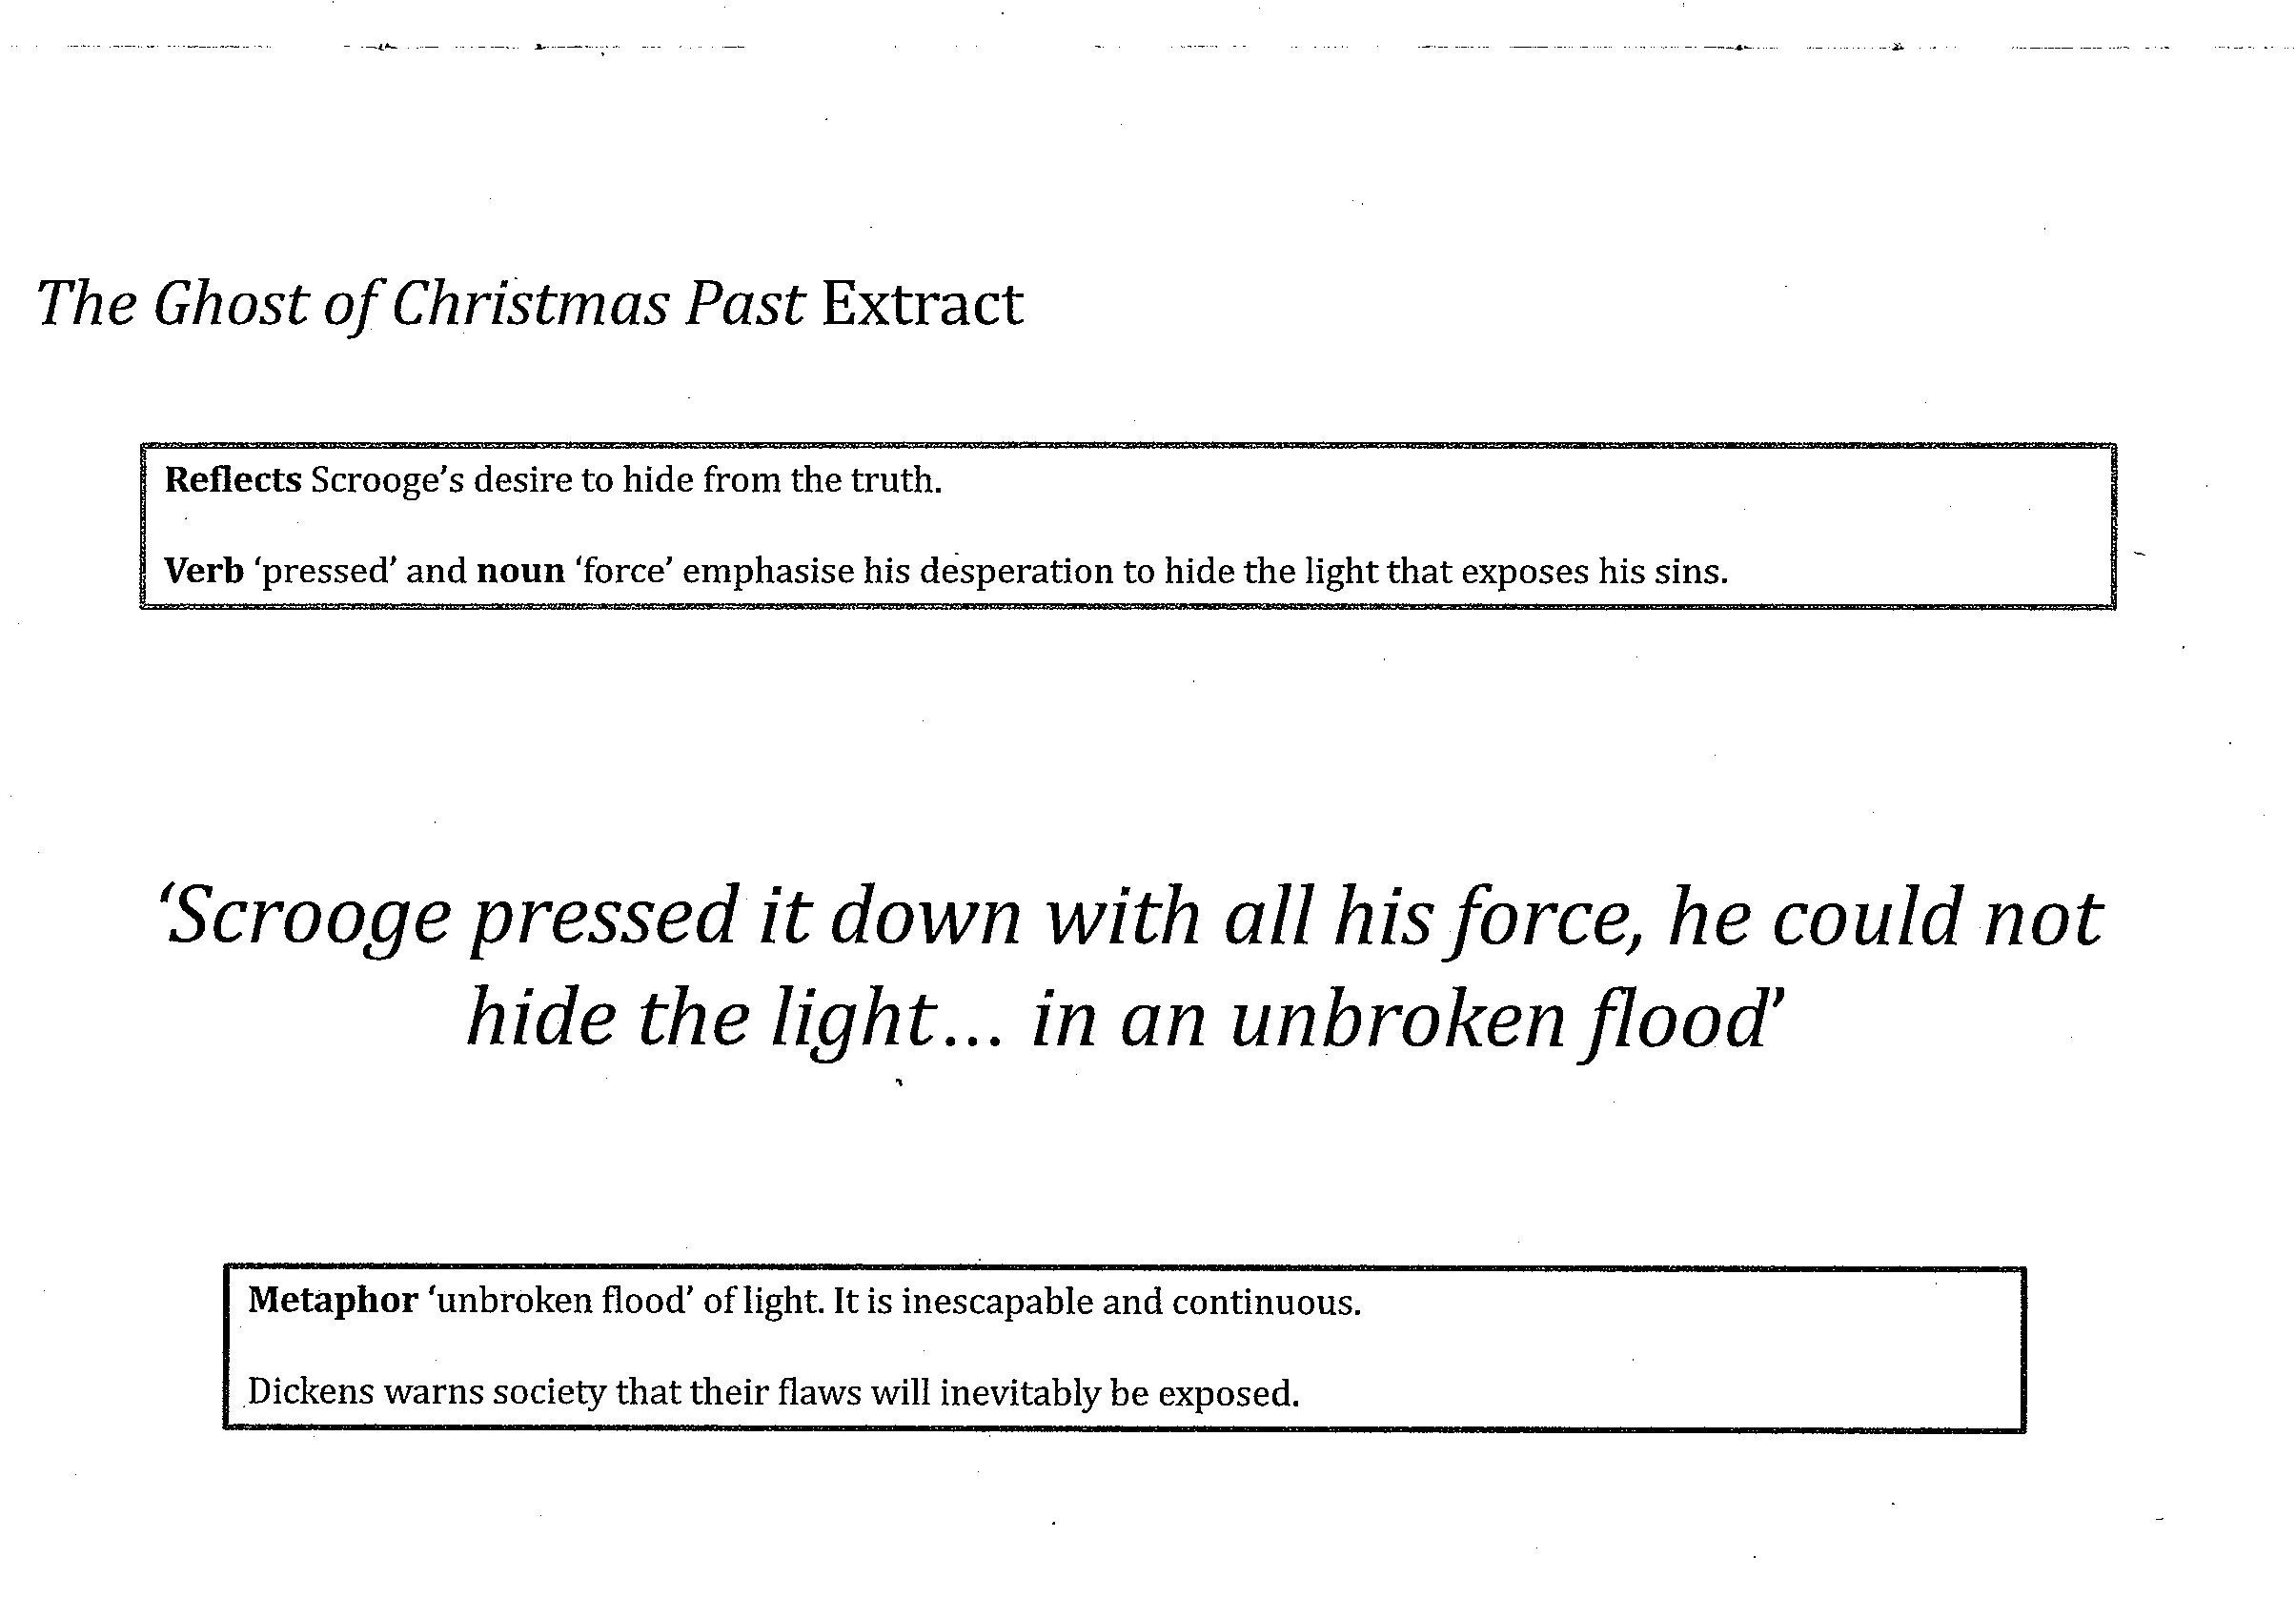 The Ghost of Christmas Past Extract
Reflects Scrooge's desire to hide from the truth.
Verb ‘pressed’ and noun ‘force’ emphasise his desperation to hide the light that exposes his sins.
‘Scrooge pressed it down with all his force, he could not
hide the light... in an unbroken flood’
Metaphor ‘unbroken flood’ of light. It is inescapable and continuous.
Dickens warns society that their flaws will inevitably be exposed.